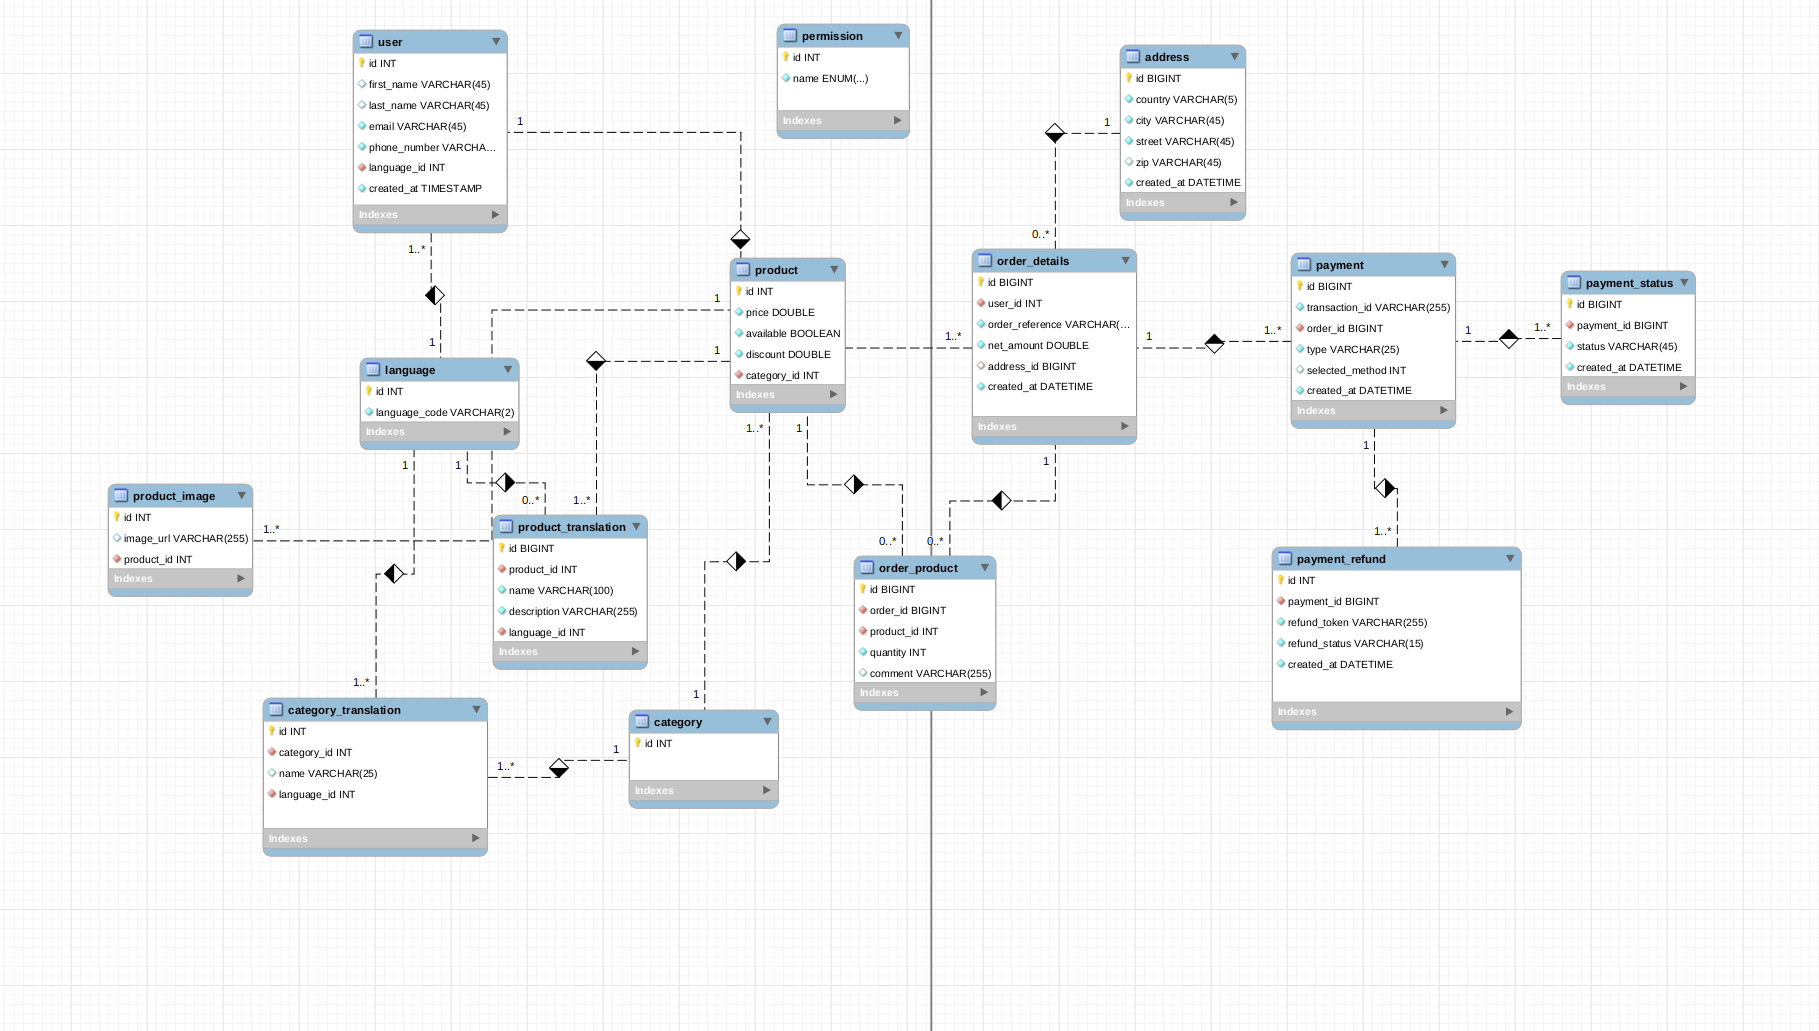 user
id INT
first_name VARCHAR(45)
last_name VARCHAR(45)
email VARCHAR(45)
phone_number VARCHA...
language_id INT
created_at TIMESTAMP
Indexes
permission
id INT
name ENUM(...)
Indexes
address
id BIGINT
country VARCHAR(5)
city VARCHAR(45)
street VARCHAR(45)
zip VARCHAR(45)
created_at DATETIME
Indexes
1
1
0..*
1..*
1
product
id INT
price DOUBLE
available BOOLEAN
discount DOUBLE
category_id INT
Indexes
1
1
1..*
order_details
id BIGINT
user_id INT
order_reference VARCHAR(...
net_amount DOUBLE
address_id BIGINT
created_at DATETIME
Indexes
1
1..*
payment
id BIGINT
transaction_id VARCHAR(255)
order_id BIGINT
type VARCHAR(25)
selected_method INT
created_at DATETIME
Indexes
1
1..*
payment_status
id BIGINT
payment_id BIGINT
status VARCHAR(45)
created_at DATETIME
Indexes
language
id INT
language_code VARCHAR(2)
Indexes
1
1
0..*
1..*
1..*
1
1
1
1..*
product_image
id INT
image_url VARCHAR(255)
product_id INT
Indexes
1..*
product_translation
id BIGINT
product_id INT
name VARCHAR(100)
description VARCHAR(255)
language_id INT
Indexes
0..*
0..*
order_product
id BIGINT
order_id BIGINT
product_id INT
quantity INT
comment VARCHAR(255)
Indexes
payment_refund
id INT
payment_id BIGINT
refund_token VARCHAR(255)
refund_status VARCHAR(15)
created_at DATETIME
Indexes
1..*
category_translation
id INT
category_id INT
name VARCHAR(25)
language_id INT
Indexes
1..*
1
1
category
id INT
Indexes